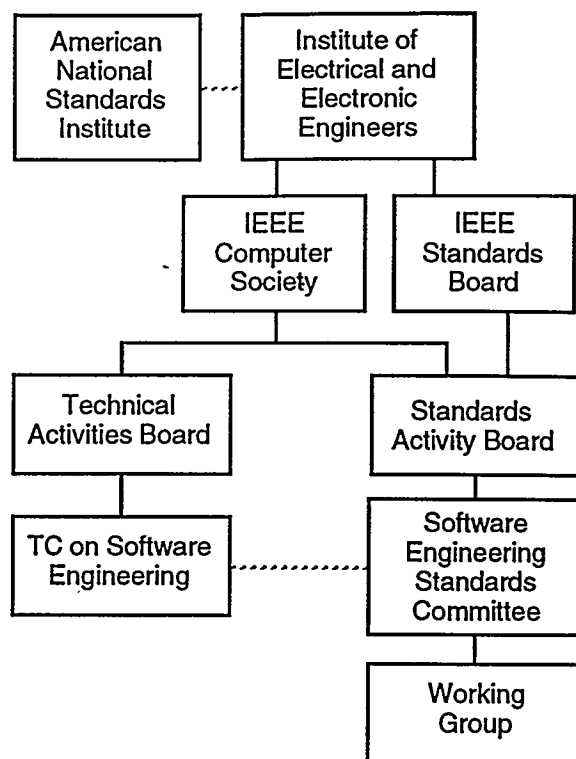 American
National
Standards
Institute
Institute of
Electrical and
Electronic
Engineers
IEEE
Computer
Society
IEEE
Standards
Board
Technical
Activities Board
Standards
Activity Board
TC on Software
Engineering
Software
Engineering
Standards
Committee
Working
Group